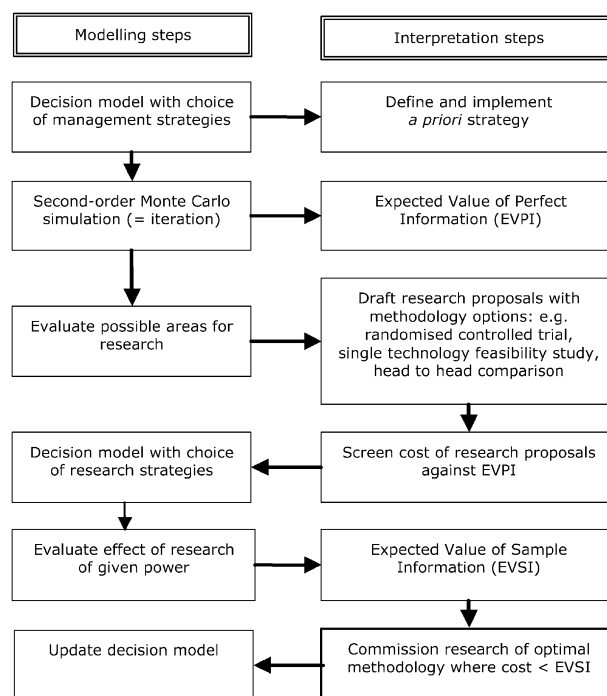 Modelling steps
Interpretation steps
Decision model with choice
of management strategies
Define and implement
a priori strategy
Second-order Monte Carlo
simulation (= iteration)
Expected Value of Perfect
Information (EVPI)
Evaluate possible areas for
research
Draft research proposals with
methodology options: e.g.
randomised controlled trial,
single technology feasibility study,
head to head comparison
Decision model with choice
of research strategies
Screen cost of research proposals
against EVPI
Evaluate effect of research
of given power
Expected Value of Sample
Information (EVSI)
Update decision model
Commission research of optimal
methodology where cost < EVSI